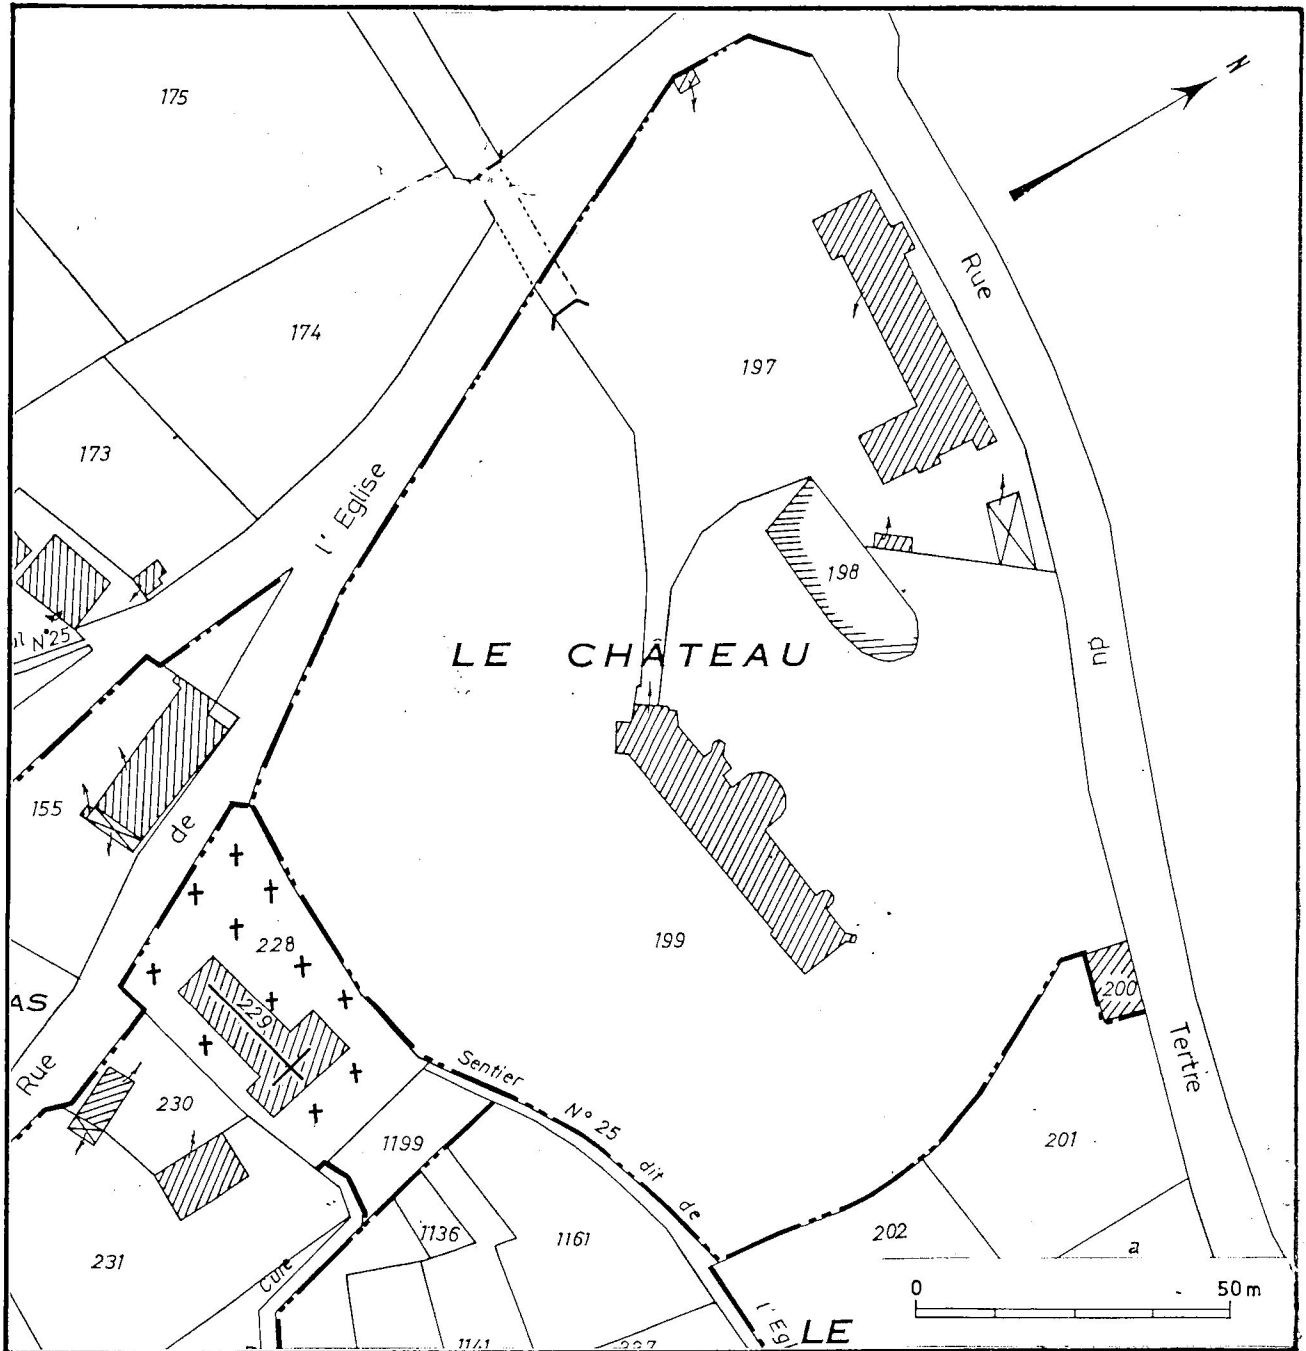 N
175
Rue
174
197
173
l' Eglise
198
N°25
LE CHÂTEAU
du
155
de
228
199
AS
229
200
Rue
Sentier
Tertre
230
N° 25
1199
dit
201
de
1136
1161
202
231
a
Cure
0 50 m
l'Egl
LE
1141